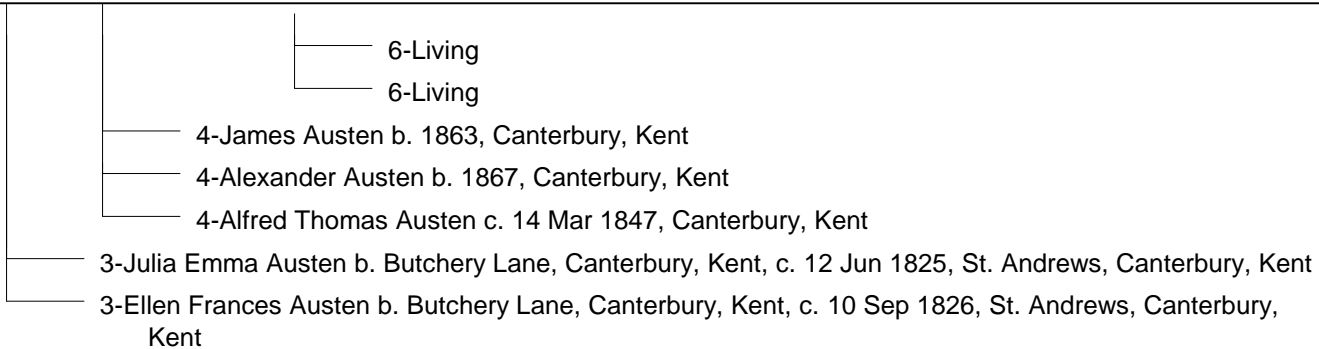 6-Living
6-Living
4-James Austen b. 1863, Canterbury, Kent
4-Alexander Austen b. 1867, Canterbury, Kent
4-Alfred Thomas Austen c. 14 Mar 1847, Canterbury, Kent
3-Julia Emma Austen b. Butchery Lane, Canterbury, Kent, c. 12 Jun 1825, St. Andrews, Canterbury, Kent
3-Ellen Frances Austen b. Butchery Lane, Canterbury, Kent, c. 10 Sep 1826, St. Andrews, Canterbury,
Kent